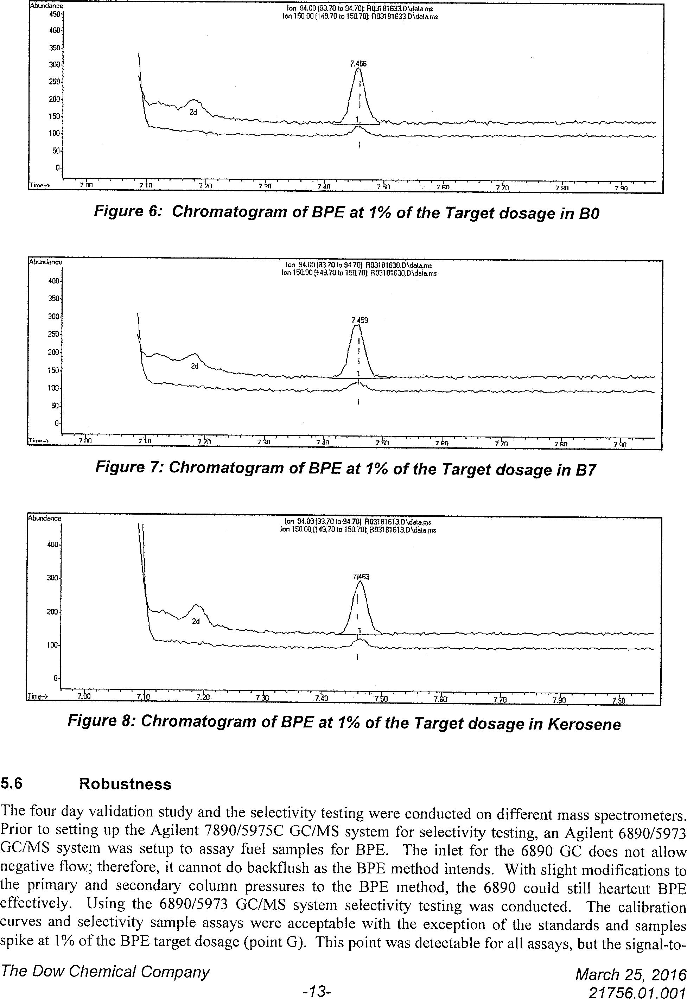 Abundance
Ion 94.00 (93.70 to 94.70): R03181633.D\data.ms
Ion 150.00 (149.70 to 150.70): R03181633.D\data.ms
450
400
350
300
250
200
150
100
50
0
7.456
2d
1
Time-->
7.00 7.10 7.20 7.30 7.40 7.50 7.60 7.70 7.80 7.90
Figure 6: Chromatogram of BPE at 1% of the Target dosage in B0
Abundance
Ion 94.00 (93.70 to 94.70): R03181630.D\data.ms
Ion 150.00 (149.70 to 150.70): R03181630.D\data.ms
400
350
300
250
200
150
100
50
0
7.459
2d
1
Time-->
7.00 7.10 7.20 7.30 7.40 7.50 7.60 7.70 7.80 7.90
Figure 7: Chromatogram of BPE at 1% of the Target dosage in B7
Abundance
Ion 94.00 (93.70 to 94.70): R03181613.D\data.ms
Ion 150.00 (149.70 to 150.70): R03181613.D\data.ms
400
300
200
100
0
7.463
2d
1
Time-->
7.00 7.10 7.20 7.30 7.40 7.50 7.60 7.70 7.80 7.90
Figure 8: Chromatogram of BPE at 1% of the Target dosage in Kerosene
5.6 Robustness
The four day validation study and the selectivity testing were conducted on different mass spectrometers.
Prior to setting up the Agilent 7890/5975C GC/MS system for selectivity testing, an Agilent 6890/5973
GC/MS system was setup to assay fuel samples for BPE. The inlet for the 6890 GC does not allow
negative flow; therefore, it cannot do backflush as the BPE method intends. With slight modifications to
the primary and secondary column pressures to the BPE method, the 6890 could still heartcut BPE
effectively. Using the 6890/5973 GC/MS system selectivity testing was conducted. The calibration
curves and selectivity sample assays were acceptable with the exception of the standards and samples
spike at 1% of the BPE target dosage (point G). This point was detectable for all assays, but the signal-to-
The Dow Chemical Company
March 25, 2016
-13-
21756.01.001